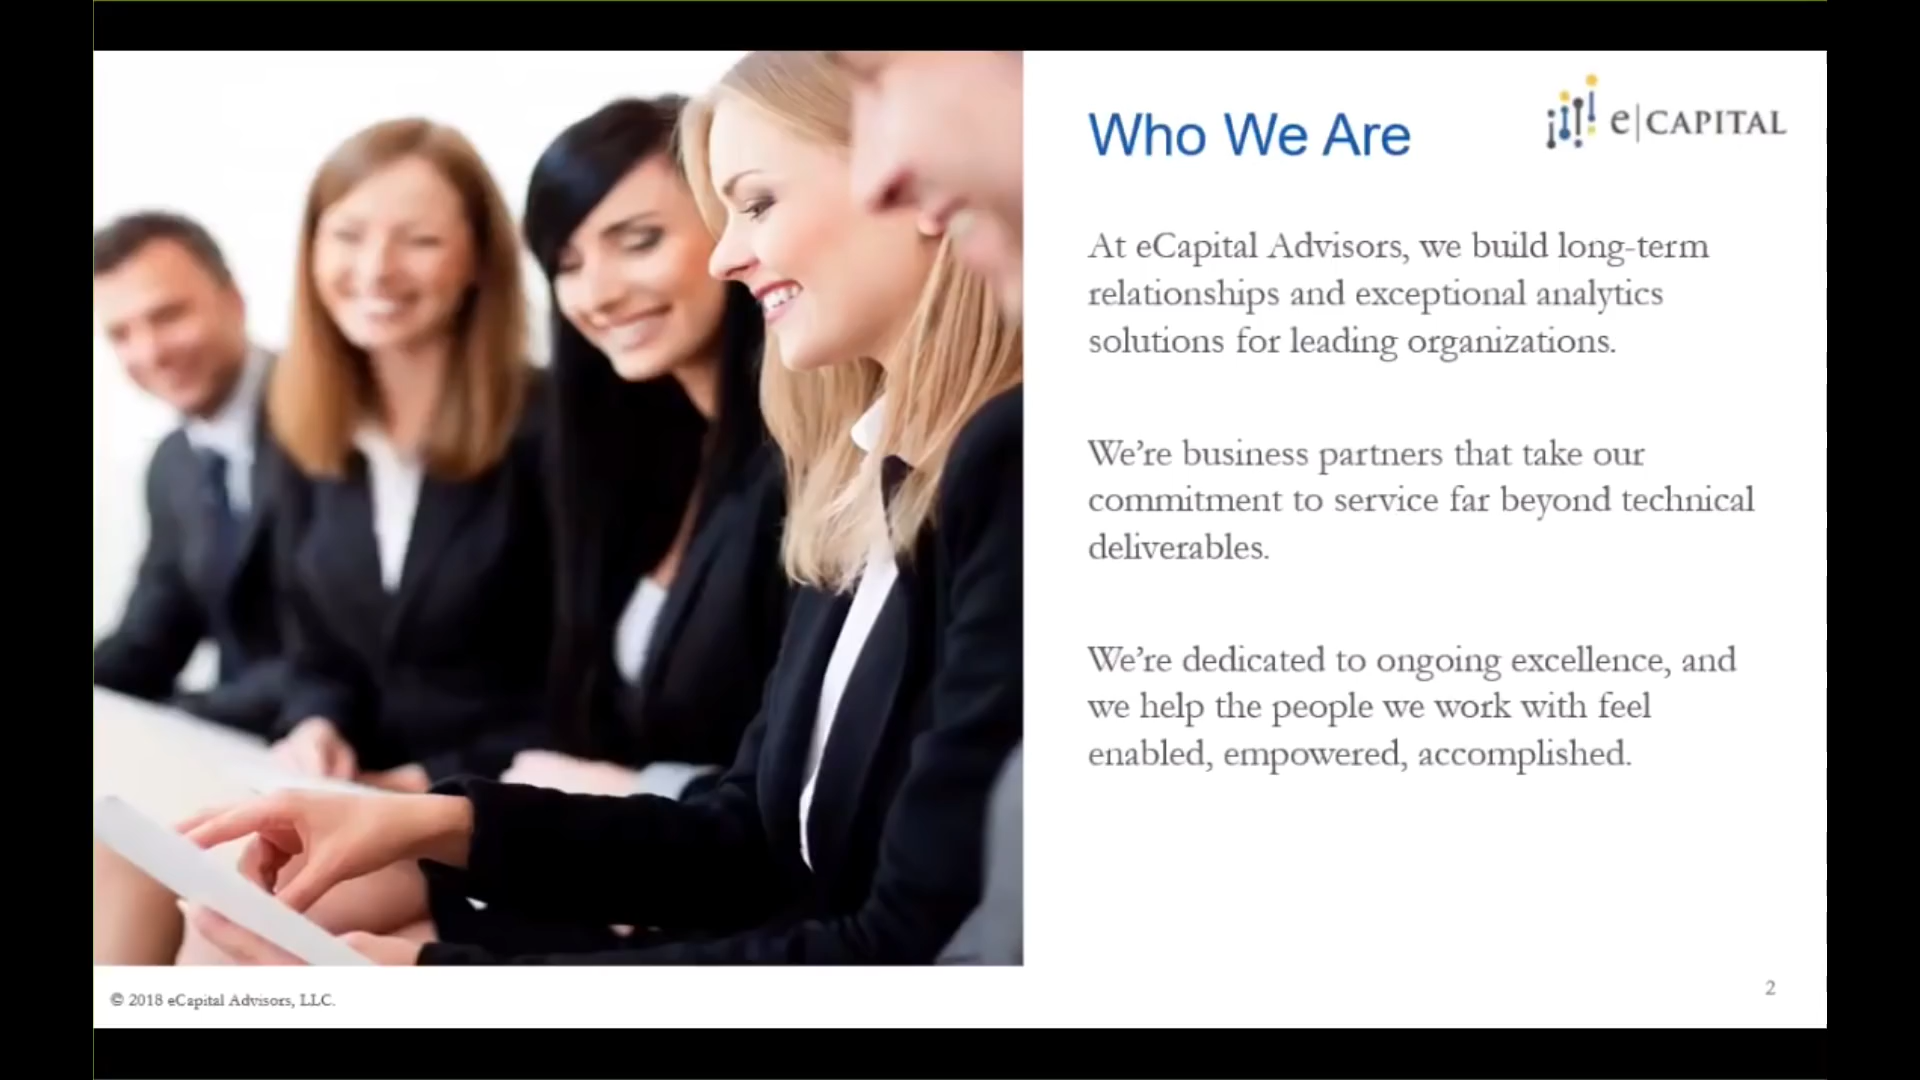 Who We Are
e|CAPITAL
At eCapital Advisors, we build long-term
relationships and exceptional analytics
solutions for leading organizations.
We’re business partners that take our
commitment to service far beyond technical
deliverables.
We’re dedicated to ongoing excellence, and
we help the people we work with feel
enabled, empowered, accomplished.
© 2018 eCapital Advisors, LLC.
2